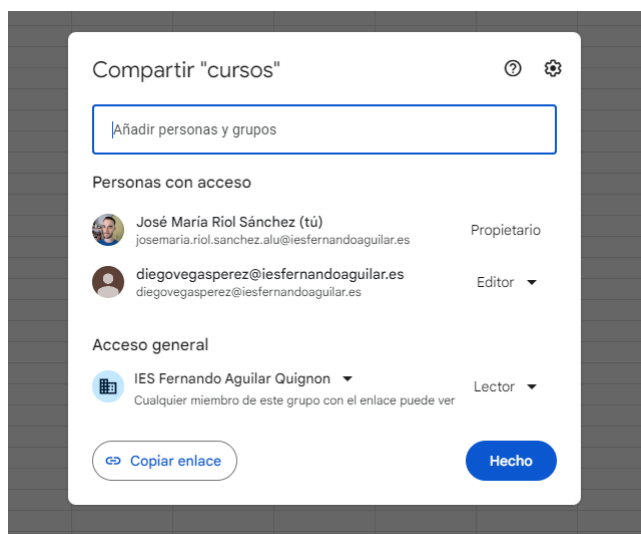 Compartir "cursos"
Añadir personas y grupos
Personas con acceso
José María Riol Sánchez (tú)
josemaria.riol.sanchez.alu@iesfernandoaguilar.es
Propietario
diegovegasperez@iesfernandoaguilar.es
diegovegasperez@iesfernandoaguilar.es
Editor
Acceso general
IES Fernando Aguilar Quignon
Cualquier miembro de este grupo con el enlace puede ver
Lector
Copiar enlace
Hecho